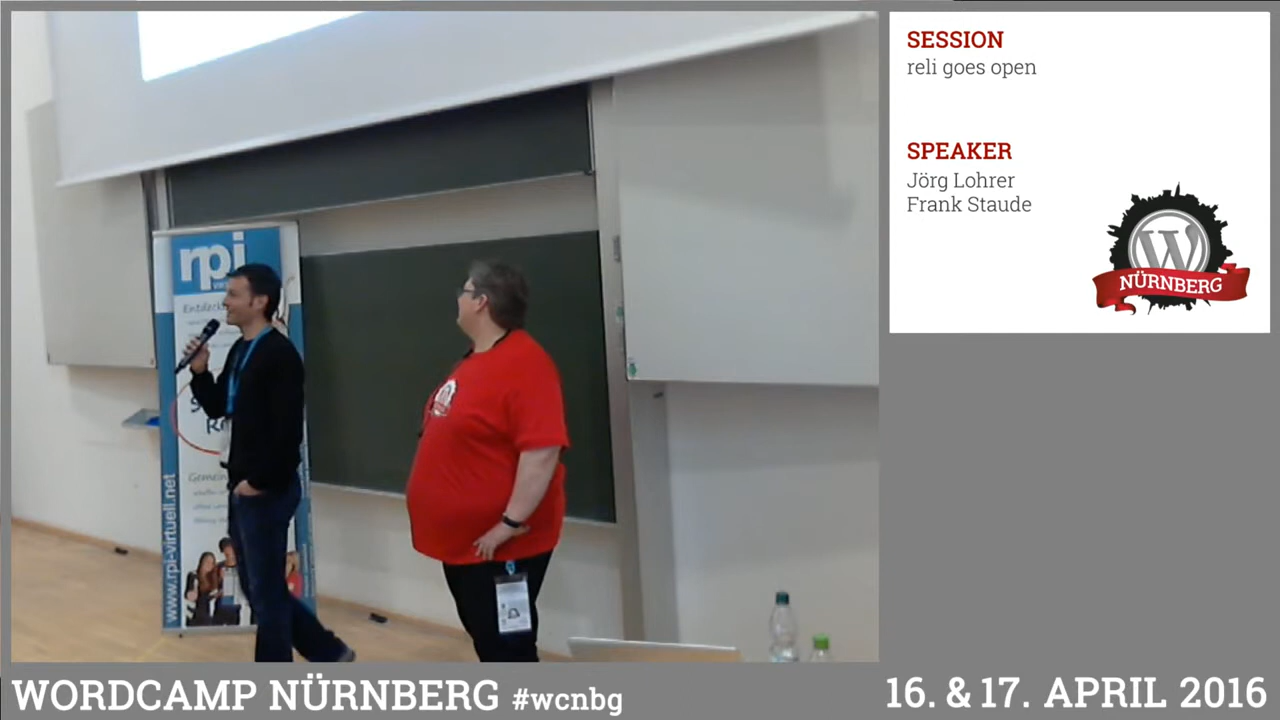 SESSION
reli goes open
SPEAKER
Jörg Lohrer
Frank Staude
NÜRNBERG
rpi
www.rpi-virtuell.net
WORDCAMP NÜRNBERG #wcnbg
16. & 17. APRIL 2016